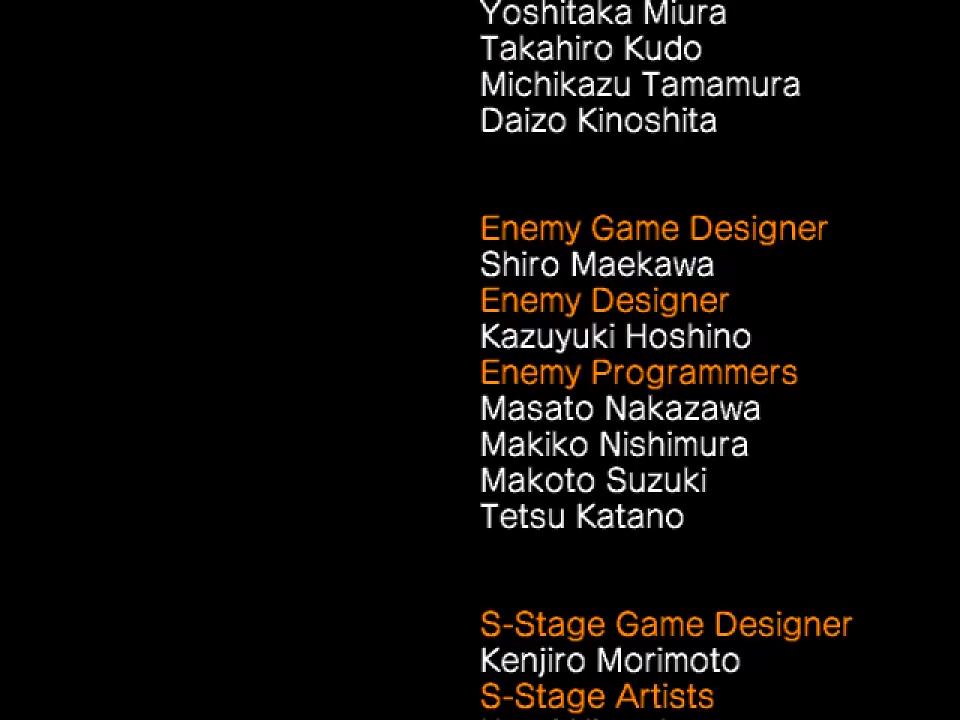 Yoshitaka Miura
Takahiro Kudo
Michikazu Tamamura
Daizo Kinoshita
Enemy Game Designer
Shiro Maekawa
Enemy Designer
Kazuyuki Hoshino
Enemy Programmers
Masato Nakazawa
Makiko Nishimura
Makoto Suzuki
Tetsu Katano
S-Stage Game Designer
Kenjiro Morimoto
S-Stage Artists